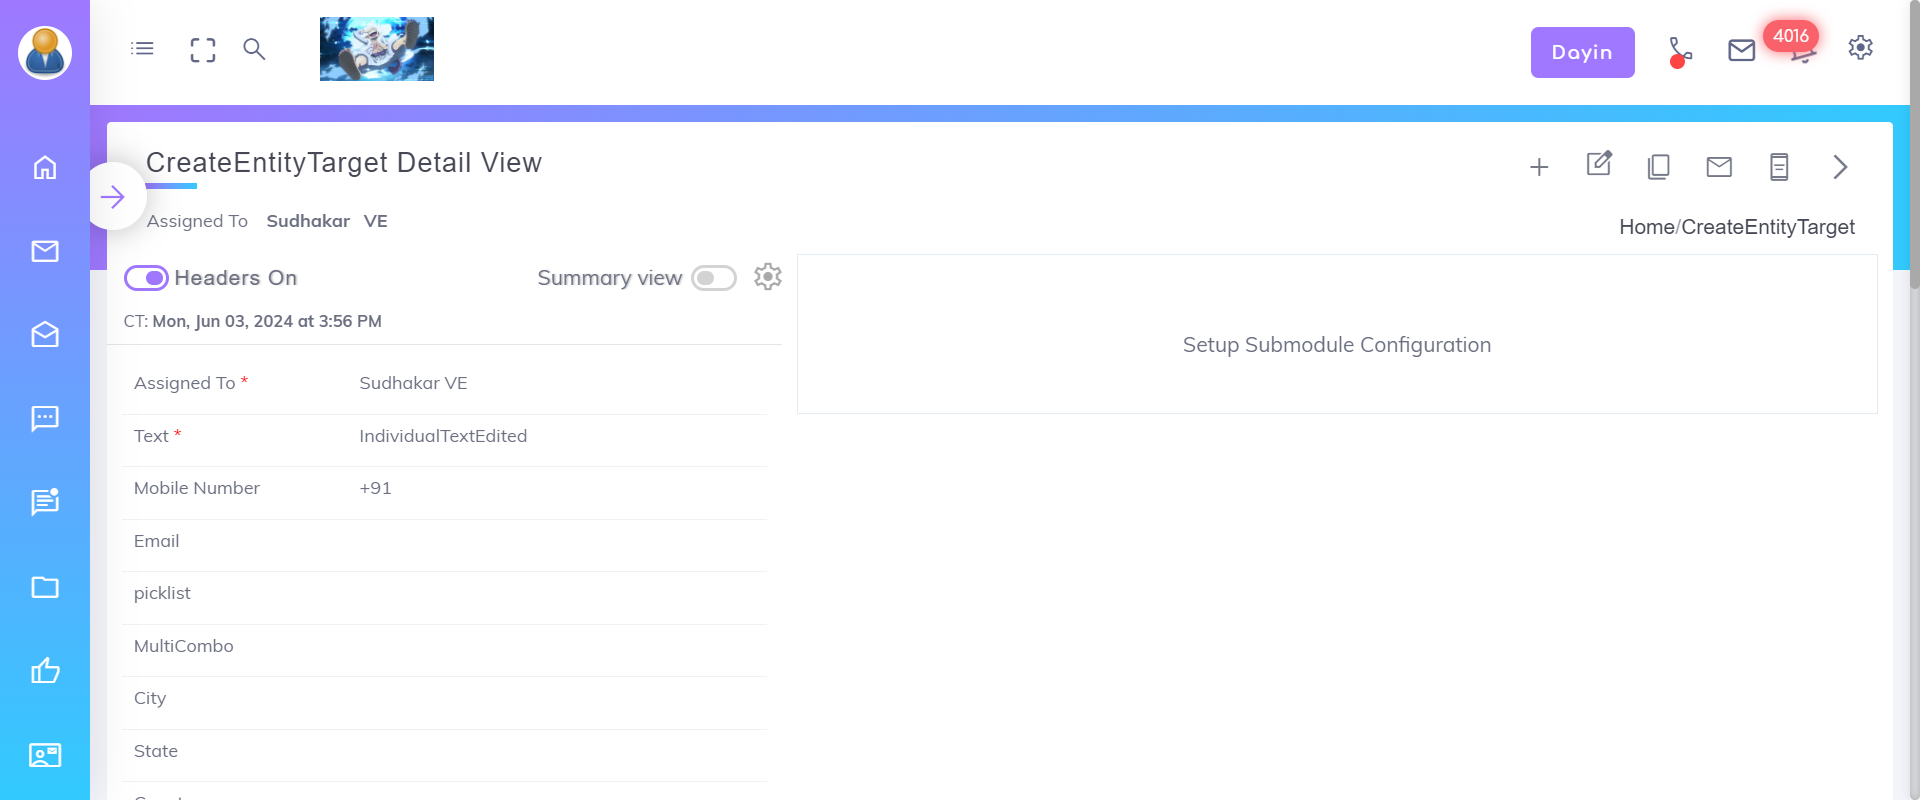 Dayin
4016
CreateEntityTarget Detail View
Assigned To Sudhakar VE
Home/CreateEntityTarget
Headers On
Summary view
CT: Mon, Jun 03, 2024 at 3:56 PM
Setup Submodule Configuration
Assigned To * Sudhakar VE
Text * IndividualTextEdited
Mobile Number +91
Email
picklist
MultiCombo
City
State